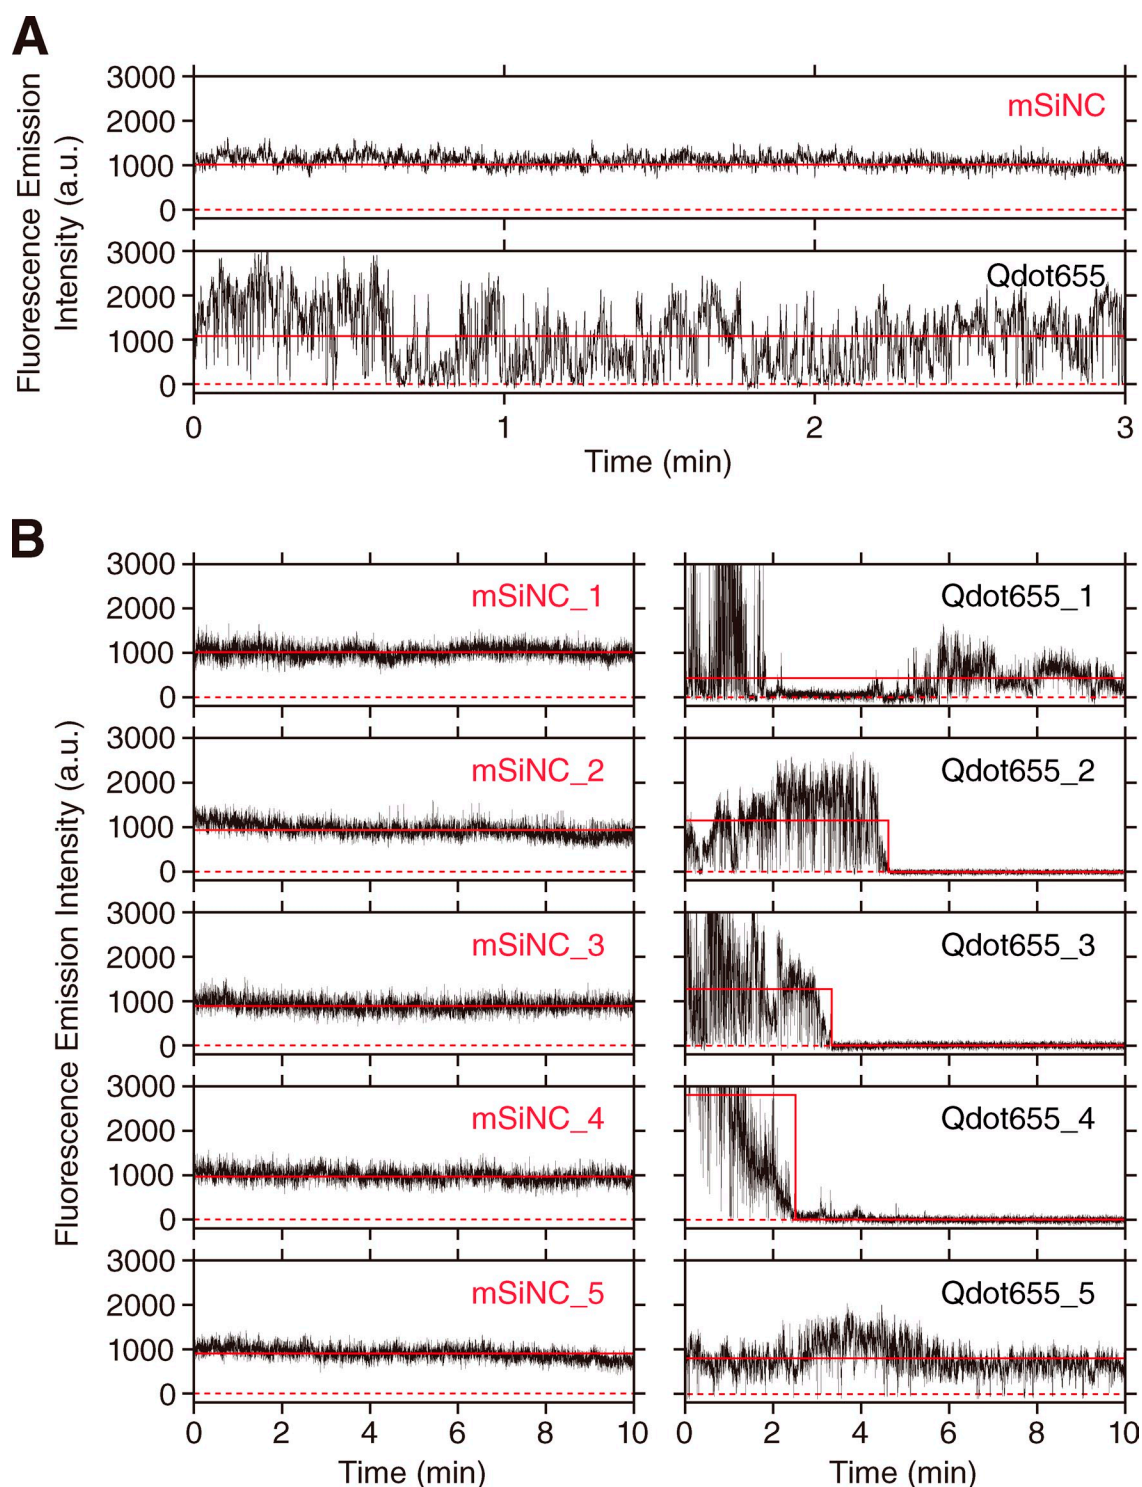 A
Fluorescence Emission
Intensity (a.u.)
3000
2000
1000
0
mSiNC
3000
2000
1000
0
Qdot655
0 1 2 3
Time (min)
B
Fluorescence Emission Intensity (a.u.)
3000
2000
1000
0
mSiNC_1
Qdot655_1
3000
2000
1000
0
mSiNC_2
Qdot655_2
3000
2000
1000
0
mSiNC_3
Qdot655_3
3000
2000
1000
0
mSiNC_4
Qdot655_4
3000
2000
1000
0
mSiNC_5
Qdot655_5
0 2 4 6 8 10
0 2 4 6 8 10
Time (min)
Time (min)